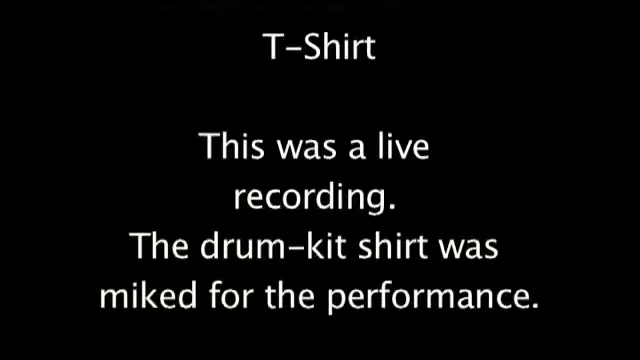 T-Shirt
This was a live
recording.
The drum-kit shirt was
miked for the performance.